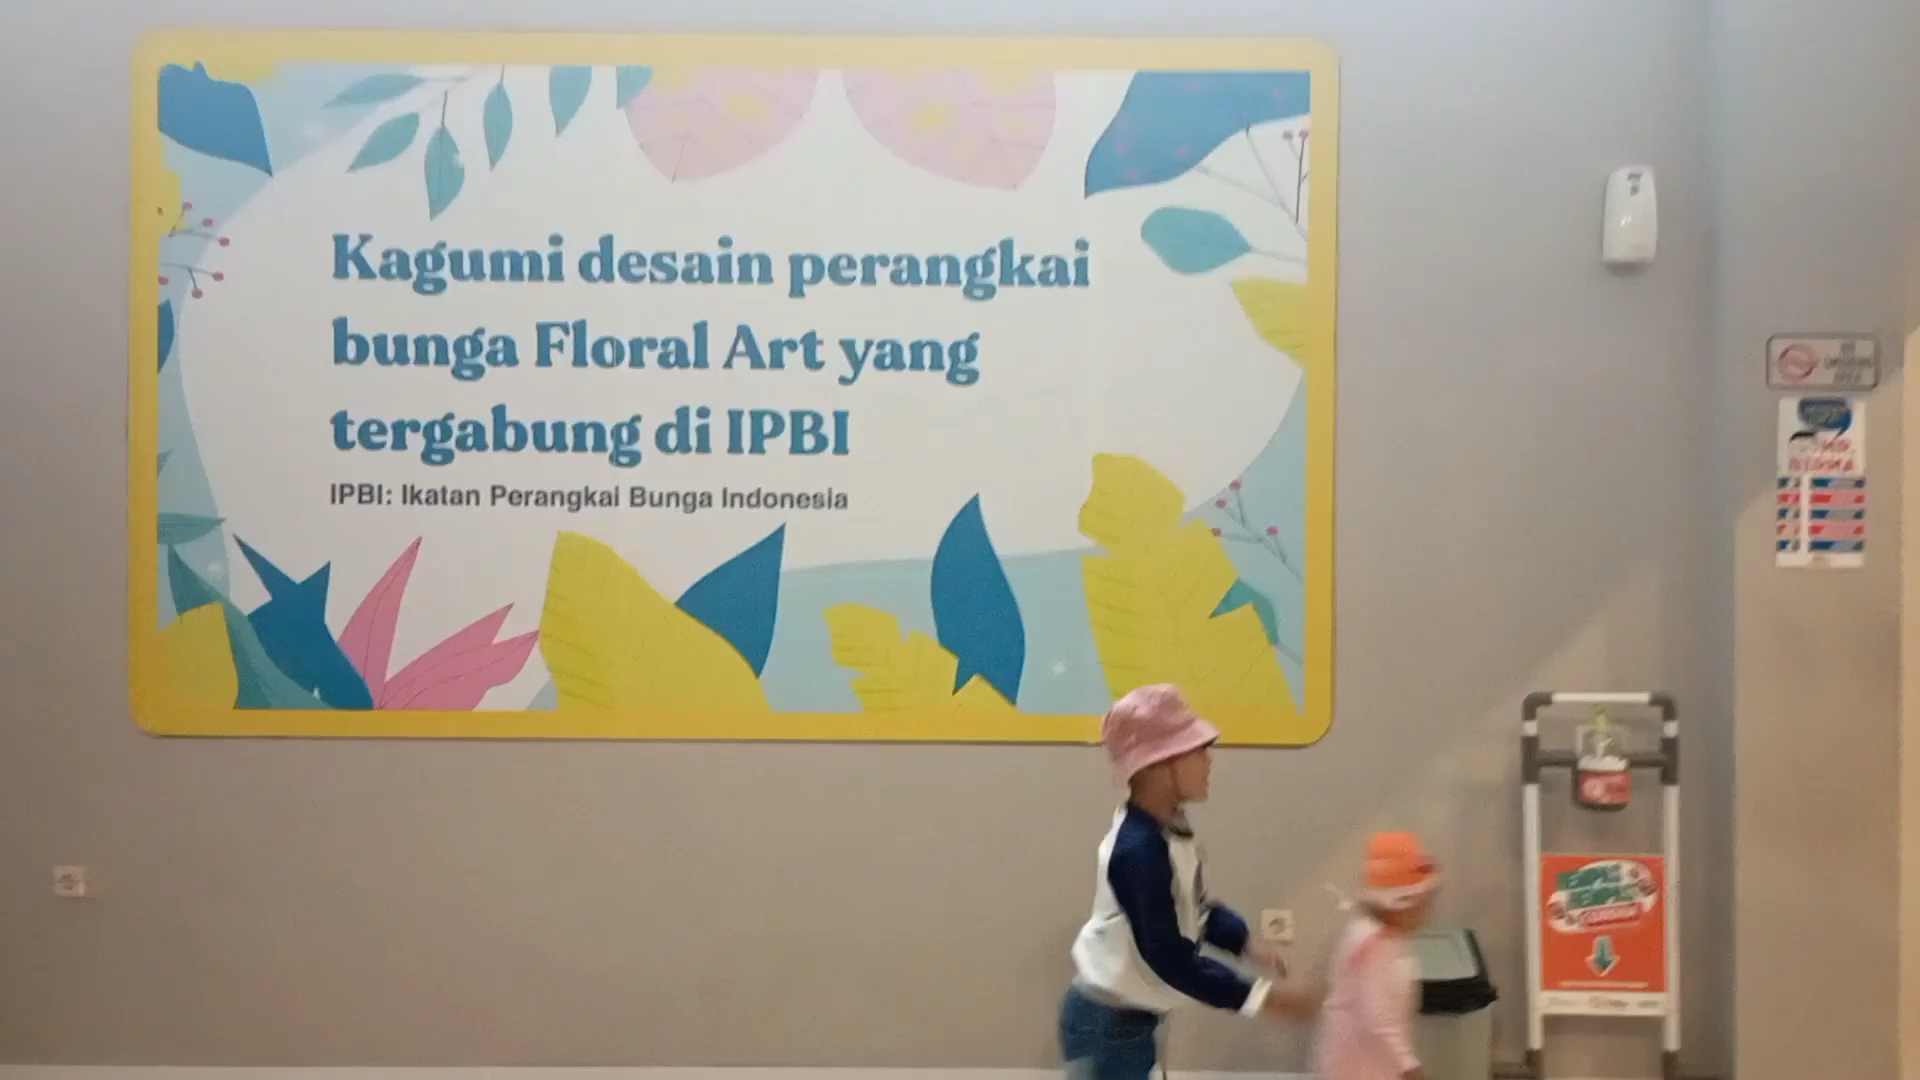 Kagumi desain perangkai
bunga Floral Art yang
tergabung di IPBI
IPBI: Ikatan Perangkai Bunga Indonesia